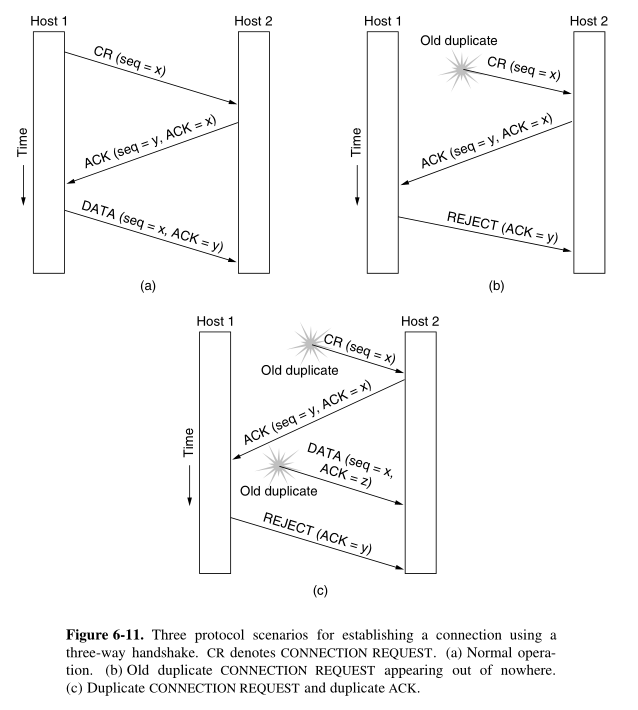 Host 1
Host 2
CR (seq = x)
ACK (seq = y, ACK = x)
DATA (seq = x, ACK = y)
Time
(a)
Host 1
Host 2
Old duplicate
CR (seq = x)
ACK (seq = y, ACK = x)
REJECT (ACK = y)
Time
(b)
Host 1
Host 2
CR (seq = x)
Old duplicate
ACK (seq = y, ACK = x)
DATA (seq = x,
ACK = z)
Old duplicate
REJECT (ACK = y)
Time
(c)
Figure 6-11. Three protocol scenarios for establishing a connection using a
three-way handshake. CR denotes CONNECTION REQUEST. (a) Normal opera-
tion. (b) Old duplicate CONNECTION REQUEST appearing out of nowhere.
(c) Duplicate CONNECTION REQUEST and duplicate ACK.